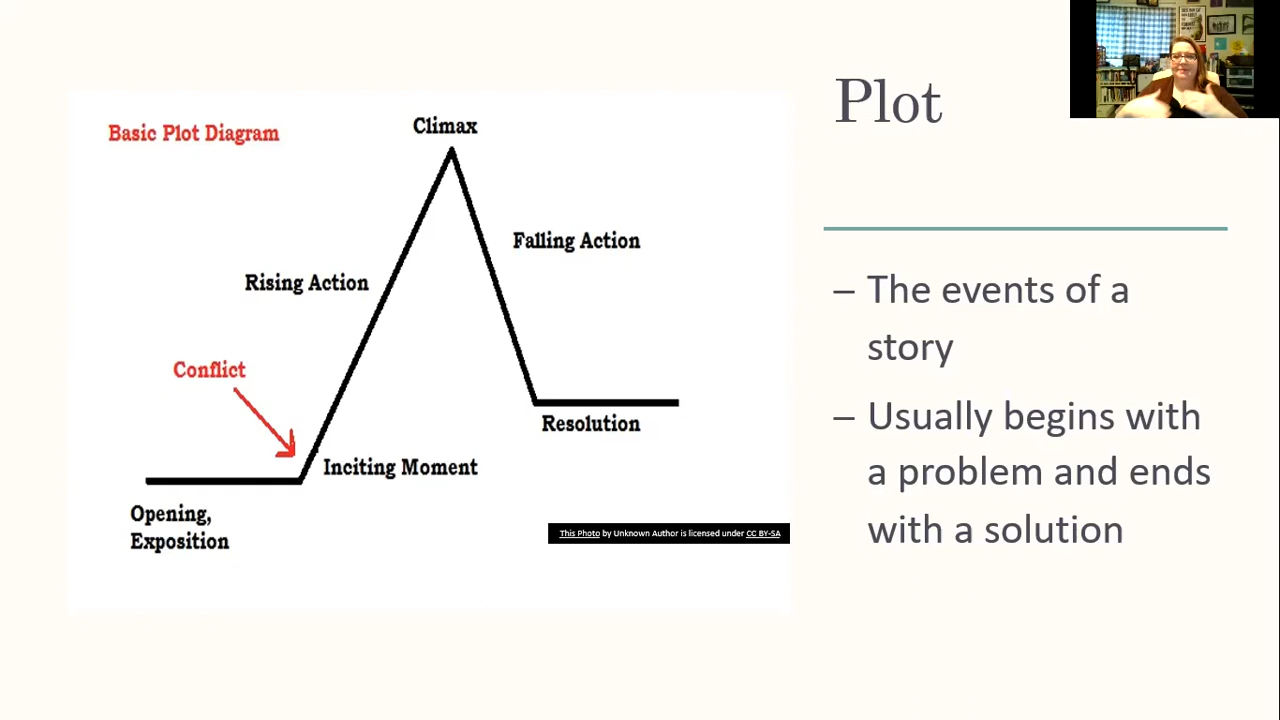 Plot
Basic Plot Diagram
Climax
Falling Action
Rising Action
Conflict
Inciting Moment
Resolution
Opening,
Exposition
This Photo by Unknown Author is licensed under CC BY-SA
– The events of a
story
– Usually begins with
a problem and ends
with a solution